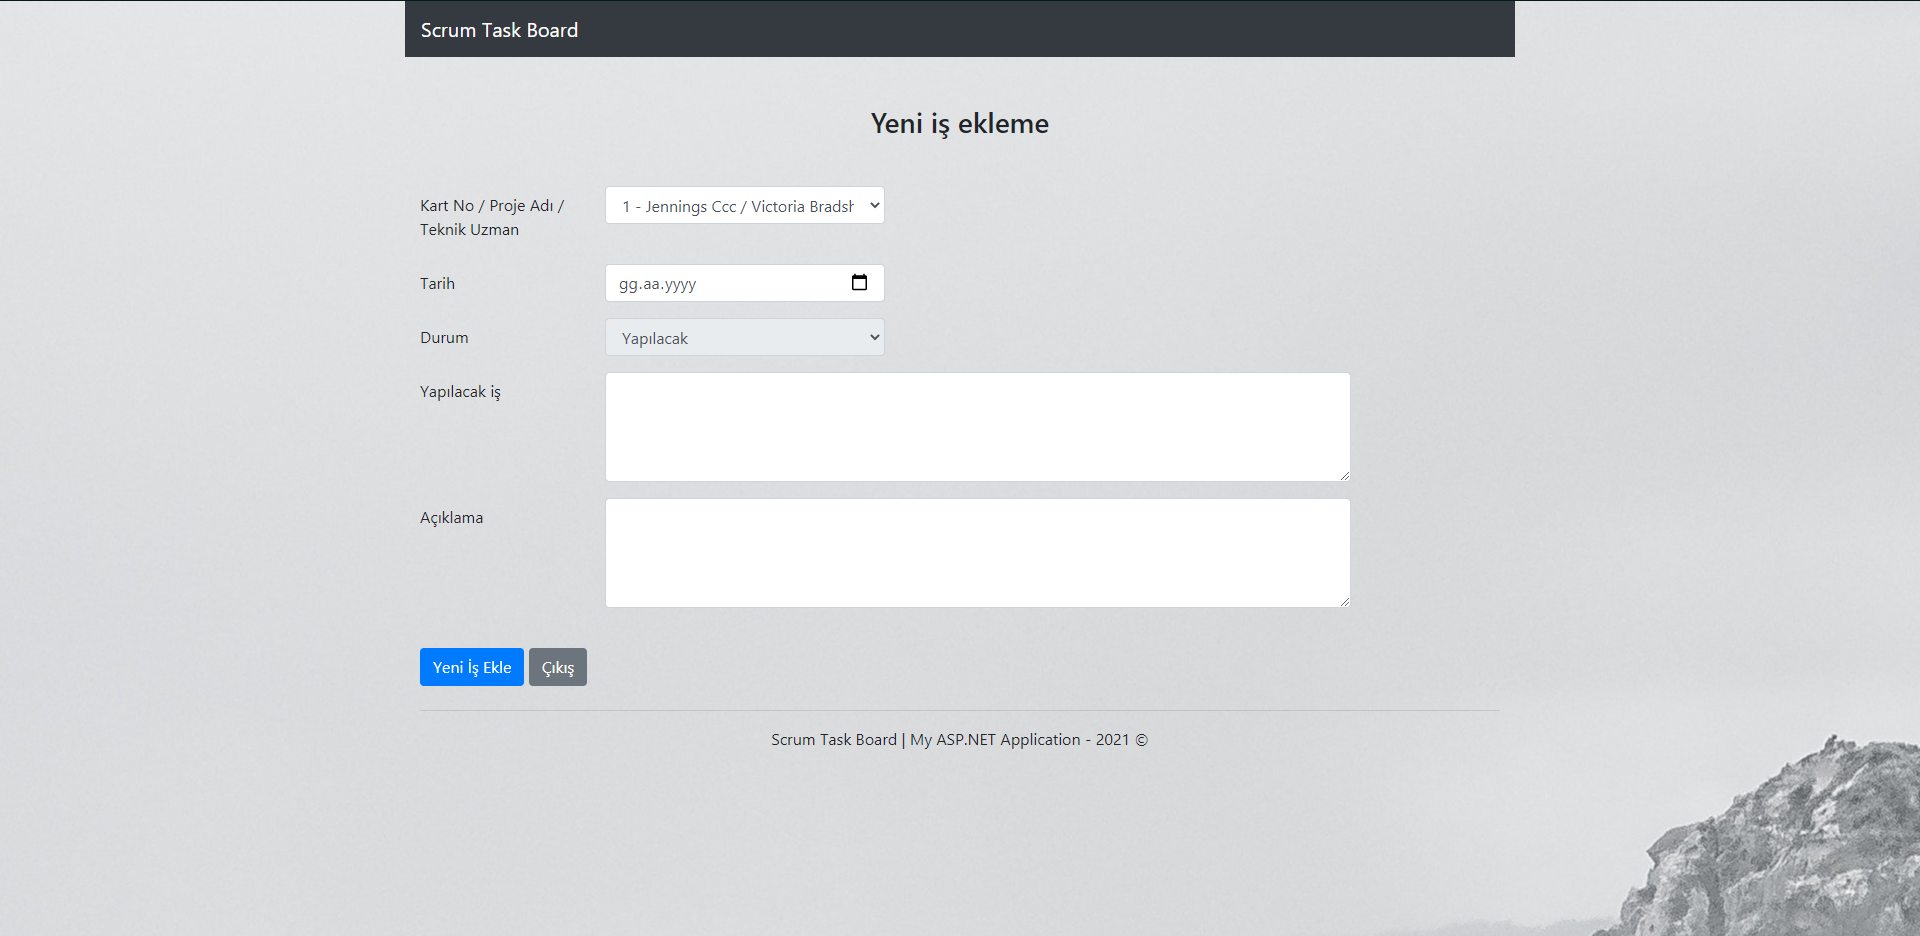 Scrum Task Board
Yeni iş ekleme
Kart No / Proje Adı /
Teknik Uzman
1 - Jennings Ccc / Victoria Bradsh
Tarih
gg.aa.yyyy
Durum
Yapılacak
Yapılacak iş
Açıklama
Yeni İş Ekle
Çıkış
Scrum Task Board | My ASP.NET Application - 2021 ©